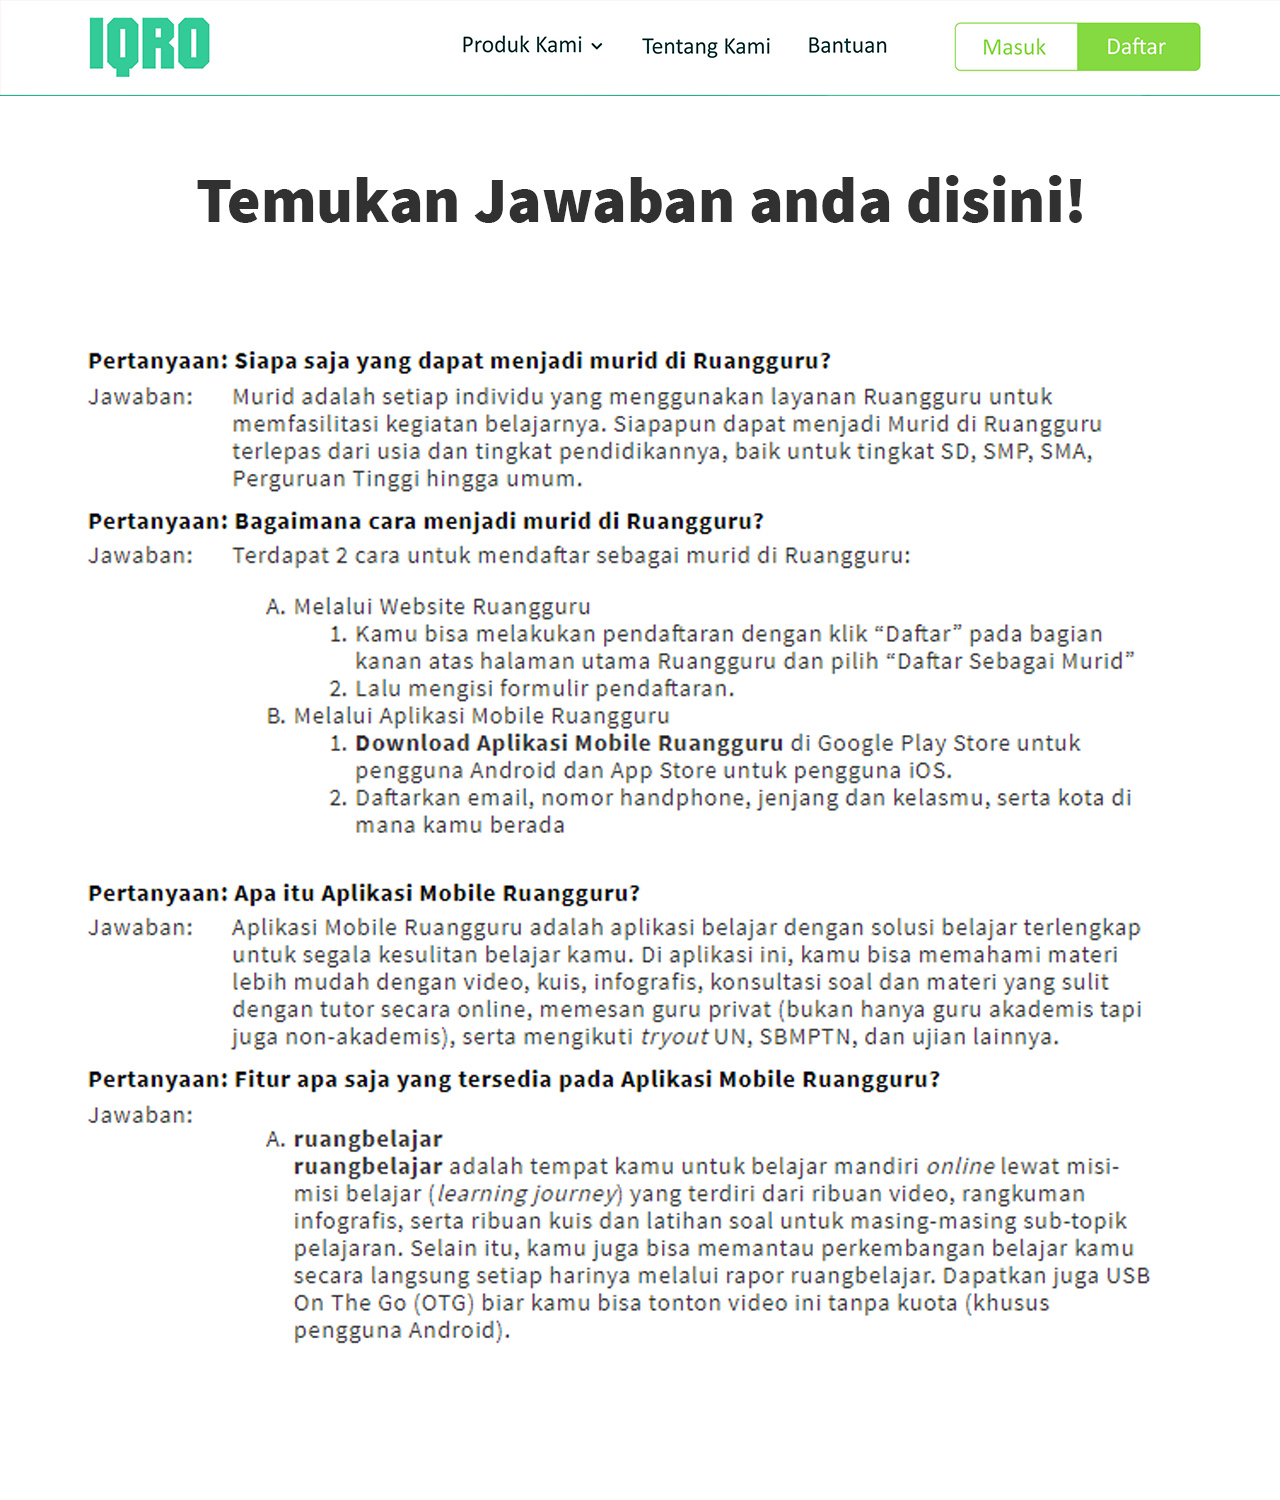 IQRO
Produk Kami
Tentang Kami
Bantuan
Masuk
Daftar
Temukan Jawaban anda disini!
Pertanyaan: Siapa saja yang dapat menjadi murid di Ruangguru?
Jawaban: Murid adalah setiap individu yang menggunakan layanan Ruangguru untuk
memfasilitasi kegiatan belajarnya. Siapapun dapat menjadi Murid di Ruangguru
terlepas dari usia dan tingkat pendidikannya, baik untuk tingkat SD, SMP, SMA,
Perguruan Tinggi hingga umum.
Pertanyaan: Bagaimana cara menjadi murid di Ruangguru?
Jawaban: Terdapat 2 cara untuk mendaftar sebagai murid di Ruangguru:
A. Melalui Website Ruangguru
1. Kamu bisa melakukan pendaftaran dengan klik “Daftar” pada bagian
kanan atas halaman utama Ruangguru dan pilih “Daftar Sebagai Murid”
2. Lalu mengisi formulir pendaftaran.
B. Melalui Aplikasi Mobile Ruangguru
1. Download Aplikasi Mobile Ruangguru di Google Play Store untuk
pengguna Android dan App Store untuk pengguna iOS.
2. Daftarkan email, nomor handphone, jenjang dan kelasmu, serta kota di
mana kamu berada
Pertanyaan: Apa itu Aplikasi Mobile Ruangguru?
Jawaban: Aplikasi Mobile Ruangguru adalah aplikasi belajar dengan solusi belajar terlengkap
untuk segala kesulitan belajar kamu. Di aplikasi ini, kamu bisa memahami materi
lebih mudah dengan video, kuis, infografis, konsultasi soal dan materi yang sulit
dengan tutor secara online, memesan guru privat (bukan hanya guru akademis tapi
juga non-akademis), serta mengikuti tryout UN, SBMPTN, dan ujian lainnya.
Pertanyaan: Fitur apa saja yang tersedia pada Aplikasi Mobile Ruangguru?
Jawaban:
A. ruangbelajar
ruangbelajar adalah tempat kamu untuk belajar mandiri online lewat misi-
misi belajar (learning journey) yang terdiri dari ribuan video, rangkuman
infografis, serta ribuan kuis dan latihan soal untuk masing-masing sub-topik
pelajaran. Selain itu, kamu juga bisa memantau perkembangan belajar kamu
secara langsung setiap harinya melalui rapor ruangbelajar. Dapatkan juga USB
On The Go (OTG) biar kamu bisa tonton video ini tanpa kuota (khusus
pengguna Android).